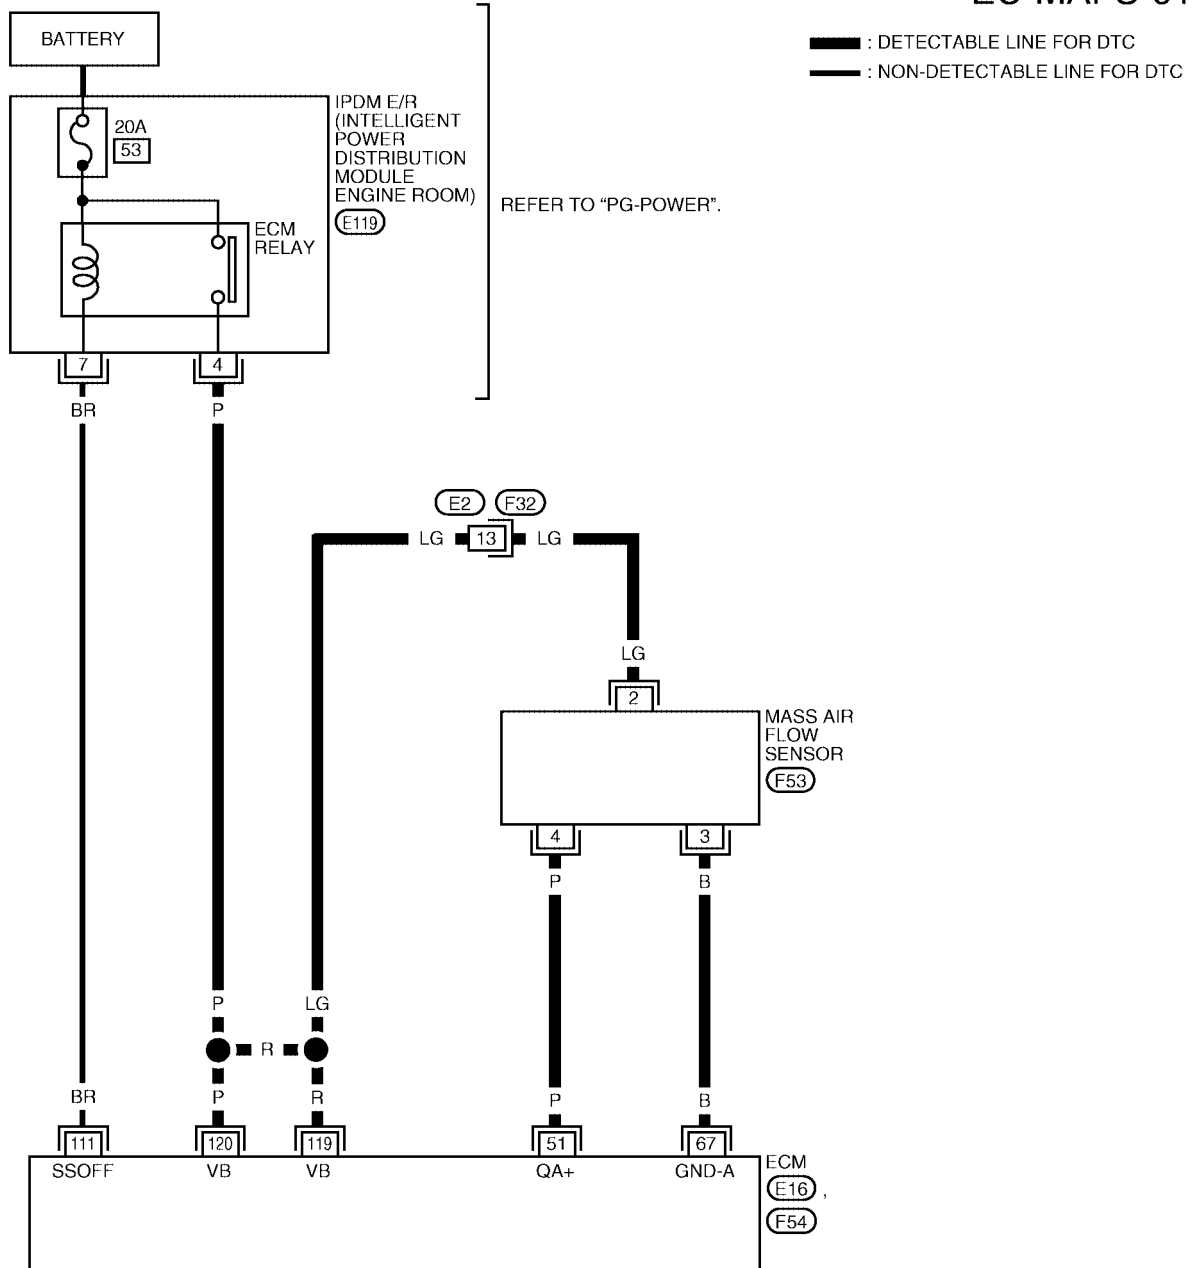 BATTERY
: DETECTABLE LINE FOR DTC
: NON-DETECTABLE LINE FOR DTC
20A
53
IPDM E/R
(INTELLIGENT
POWER
DISTRIBUTION
MODULE
ENGINE ROOM)
E119
REFER TO “PG-POWER”.
ECM
RELAY
7
4
BR
P
E2
F32
LG
13
LG
LG
2
MASS AIR
FLOW
SENSOR
F53
4
3
P
B
P
LG
R
BR
P
R
P
B
111
120
119
51
67
SSOFF
VB
VB
QA+
GND-A
ECM
E16 ,
F54